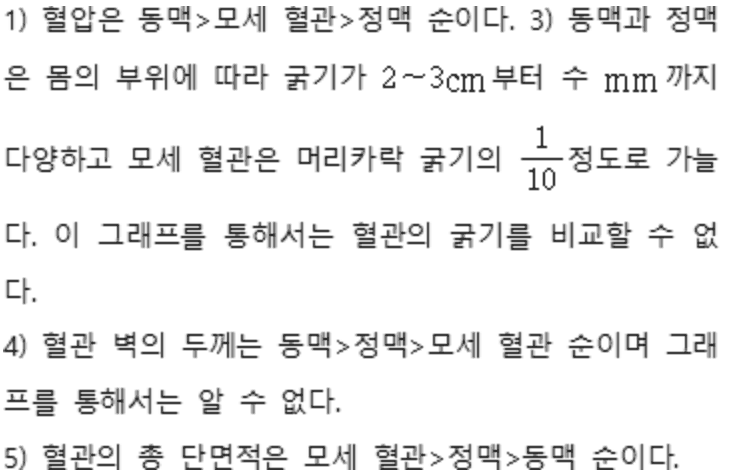 1) 혈압은 동맥>모세 혈관>정맥 순이다. 3) 동맥과 정맥
은 몸의 부위에 따라 굵기가 2~3cm부터 수 mm까지
다양하고 모세 혈관은 머리카락 굵기의 1/10 정도로 가늘
다. 이 그래프를 통해서는 혈관의 굵기를 비교할 수 없
다.
4) 혈관 벽의 두께는 동맥>정맥>모세 혈관 순이며 그래
프를 통해서는 알 수 없다.
5) 혈관의 총 단면적은 모세 혈관>정맥>동맥 순이다.